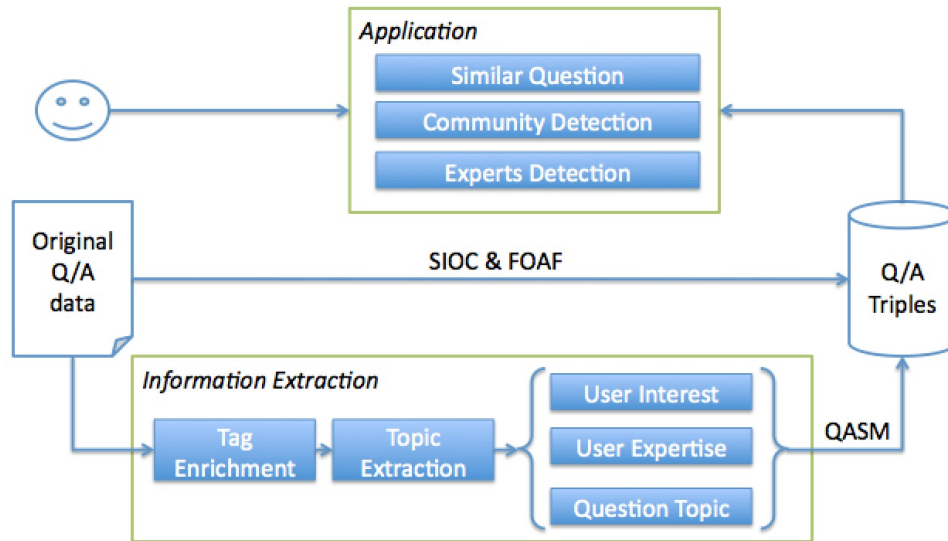 Application
Similar Question
Community Detection
Experts Detection
Original
Q/A
data
SIOC & FOAF
Q/A
Triples
Information Extraction
Tag
Enrichment
Topic
Extraction
User Interest
User Expertise
Question Topic
QASM